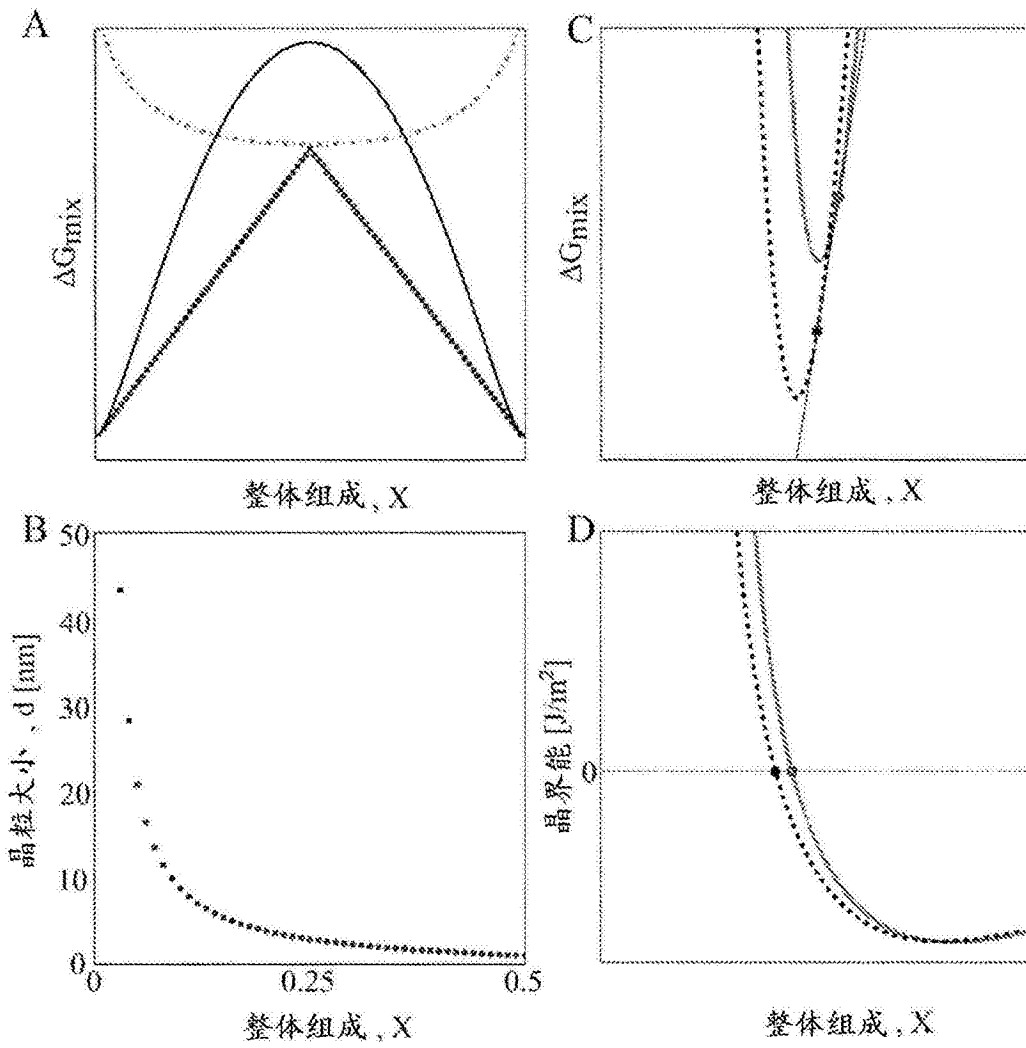 A
ΔGmix
整体组成, X
C
ΔGmix
整体组成, X
B
晶粒大小, d [nm]
50
40
30
20
10
0
0
0.25
0.5
整体组成, X
D
晶界能 [J/m²]
0
整体组成, X